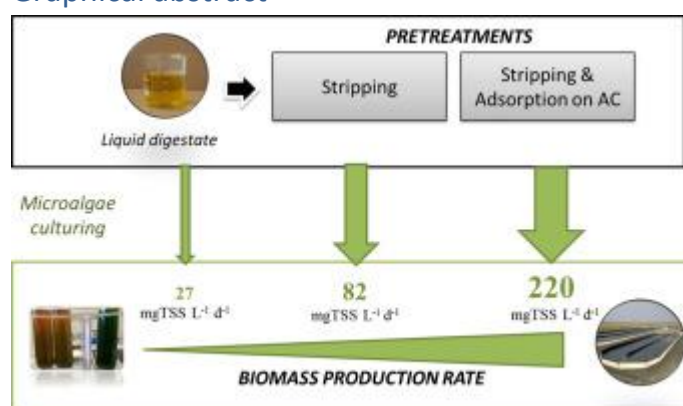 Graphical abstract
PRETREATMENTS
Liquid digestate
Stripping
Stripping &
Adsorption on AC
Microalgae
culturing
27
mgTSS L⁻¹ d⁻¹
82
mgTSS L⁻¹ d⁻¹
220
mgTSS L⁻¹ d⁻¹
BIOMASS PRODUCTION RATE